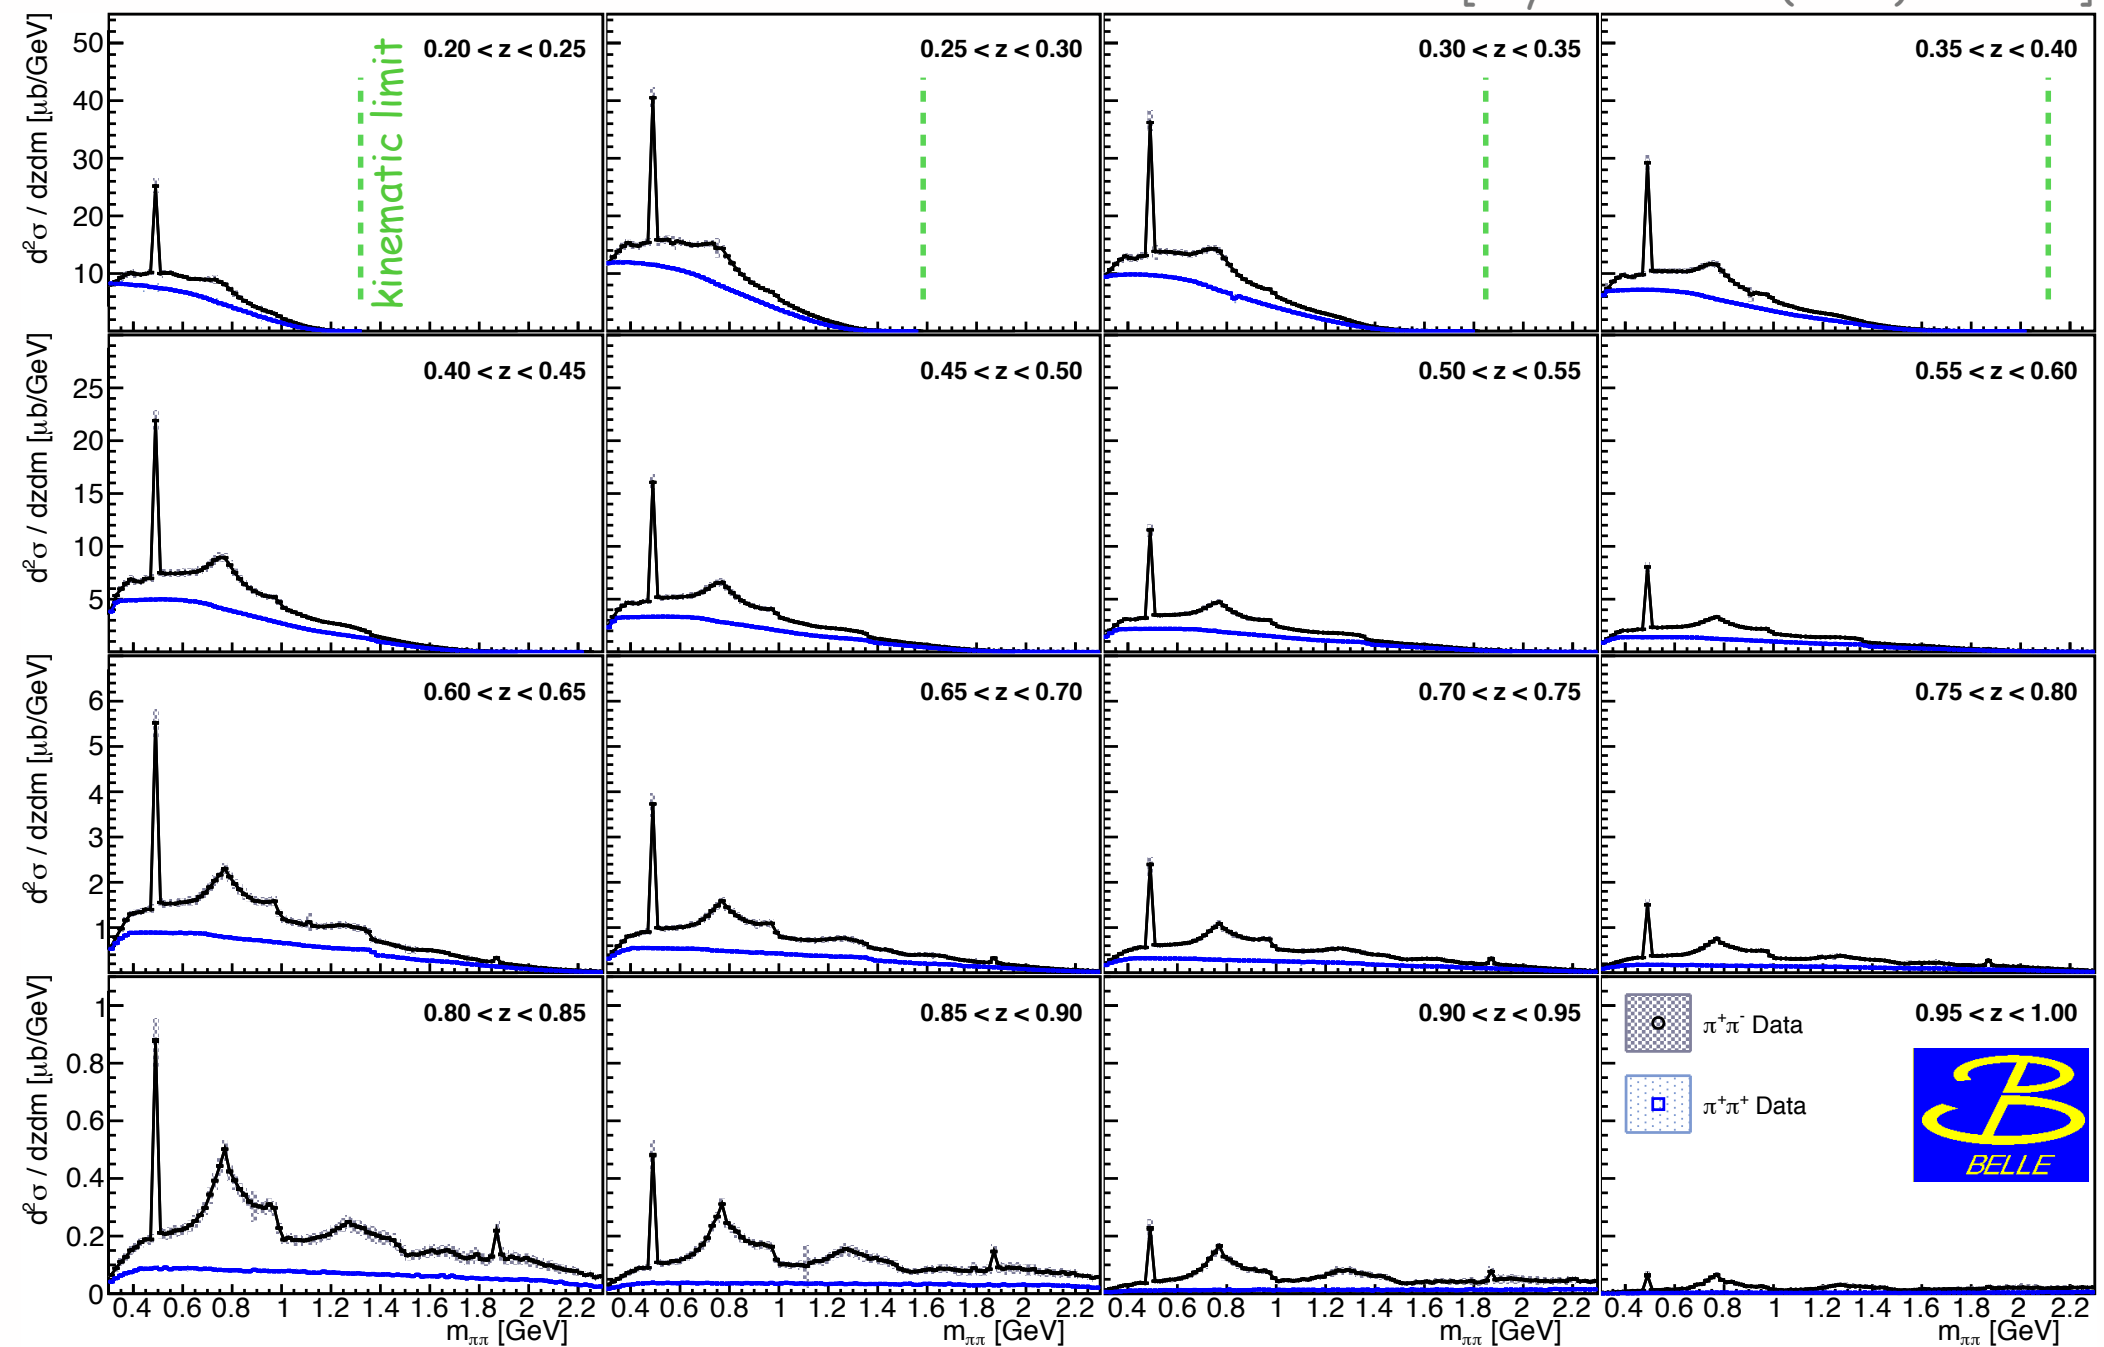 0.20 < z < 0.25
0.25 < z < 0.30
0.30 < z < 0.35
0.35 < z < 0.40
kinematic limit
d²σ / dzdm [μb/GeV]
50
40
30
20
10
0.40 < z < 0.45
0.45 < z < 0.50
0.50 < z < 0.55
0.55 < z < 0.60
d²σ / dzdm [μb/GeV]
25
20
15
10
5
0.60 < z < 0.65
0.65 < z < 0.70
0.70 < z < 0.75
0.75 < z < 0.80
d²σ / dzdm [μb/GeV]
6
5
4
3
2
1
0.80 < z < 0.85
0.85 < z < 0.90
0.90 < z < 0.95
0.95 < z < 1.00
d²σ / dzdm [μb/GeV]
1
0.8
0.6
0.4
0.2
0
π⁺π⁻ Data
π⁺π⁺ Data
BELLE
0.4 0.6 0.8 1 1.2 1.4 1.6 1.8 2 2.2
0.4 0.6 0.8 1 1.2 1.4 1.6 1.8 2 2.2
0.4 0.6 0.8 1 1.2 1.4 1.6 1.8 2 2.2
0.4 0.6 0.8 1 1.2 1.4 1.6 1.8 2 2.2
mππ [GeV]
mππ [GeV]
mππ [GeV]
mππ [GeV]